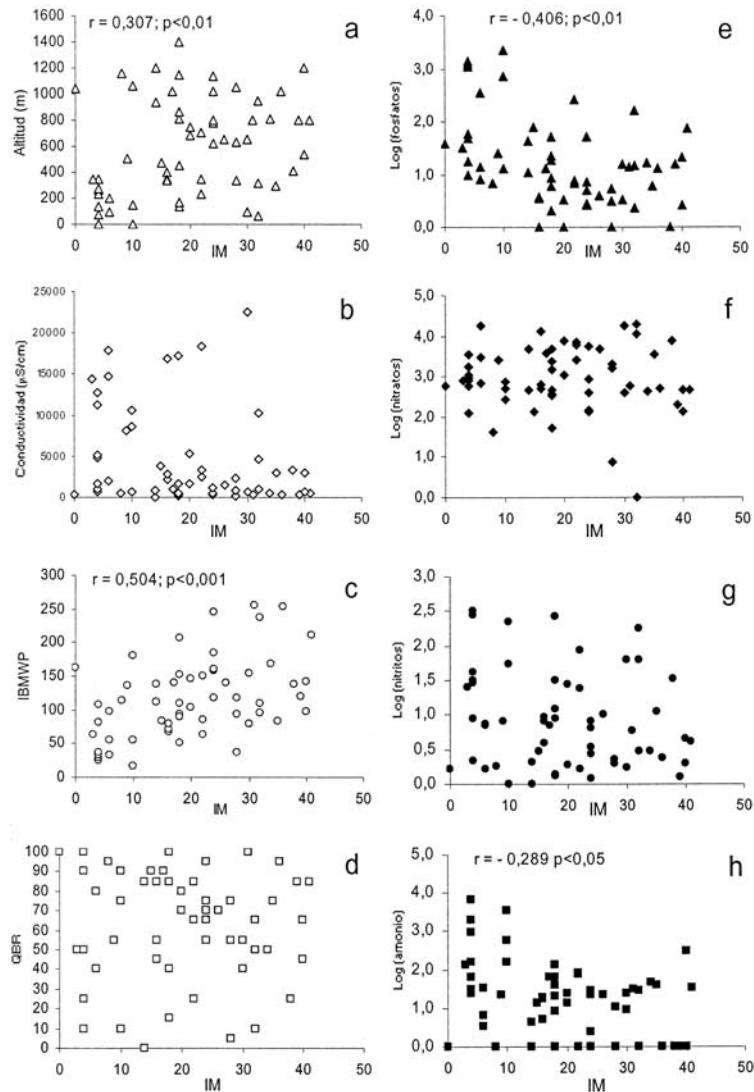 r = 0,307; p<0,01
a
1600
1400
1200
1000
800
600
400
200
0
Altitud (m)
0 10 20 30 40 50
IM
r = - 0,406; p<0,01
e
4,0
3,0
2,0
1,0
0,0
Log (fosfatos)
0 10 20 30 40 50
IM
b
25000
20000
15000
10000
5000
0
Conductividad (µS/cm)
0 10 20 30 40 50
IM
f
5,0
4,0
3,0
2,0
1,0
0,0
Log (nitratos)
0 10 20 30 40 50
IM
r = 0,504; p<0,001
c
300
250
200
150
100
50
0
IBMWP
0 10 20 30 40 50
IM
g
3,0
2,5
2,0
1,5
1,0
0,5
0,0
Log (nitritos)
0 10 20 30 40 50
IM
d
100
90
80
70
60
50
40
30
20
10
0
QBR
0 10 20 30 40 50
IM
r = - 0,289 p<0,05
h
5,0
4,0
3,0
2,0
1,0
0,0
Log (amonio)
0 10 20 30 40 50
IM